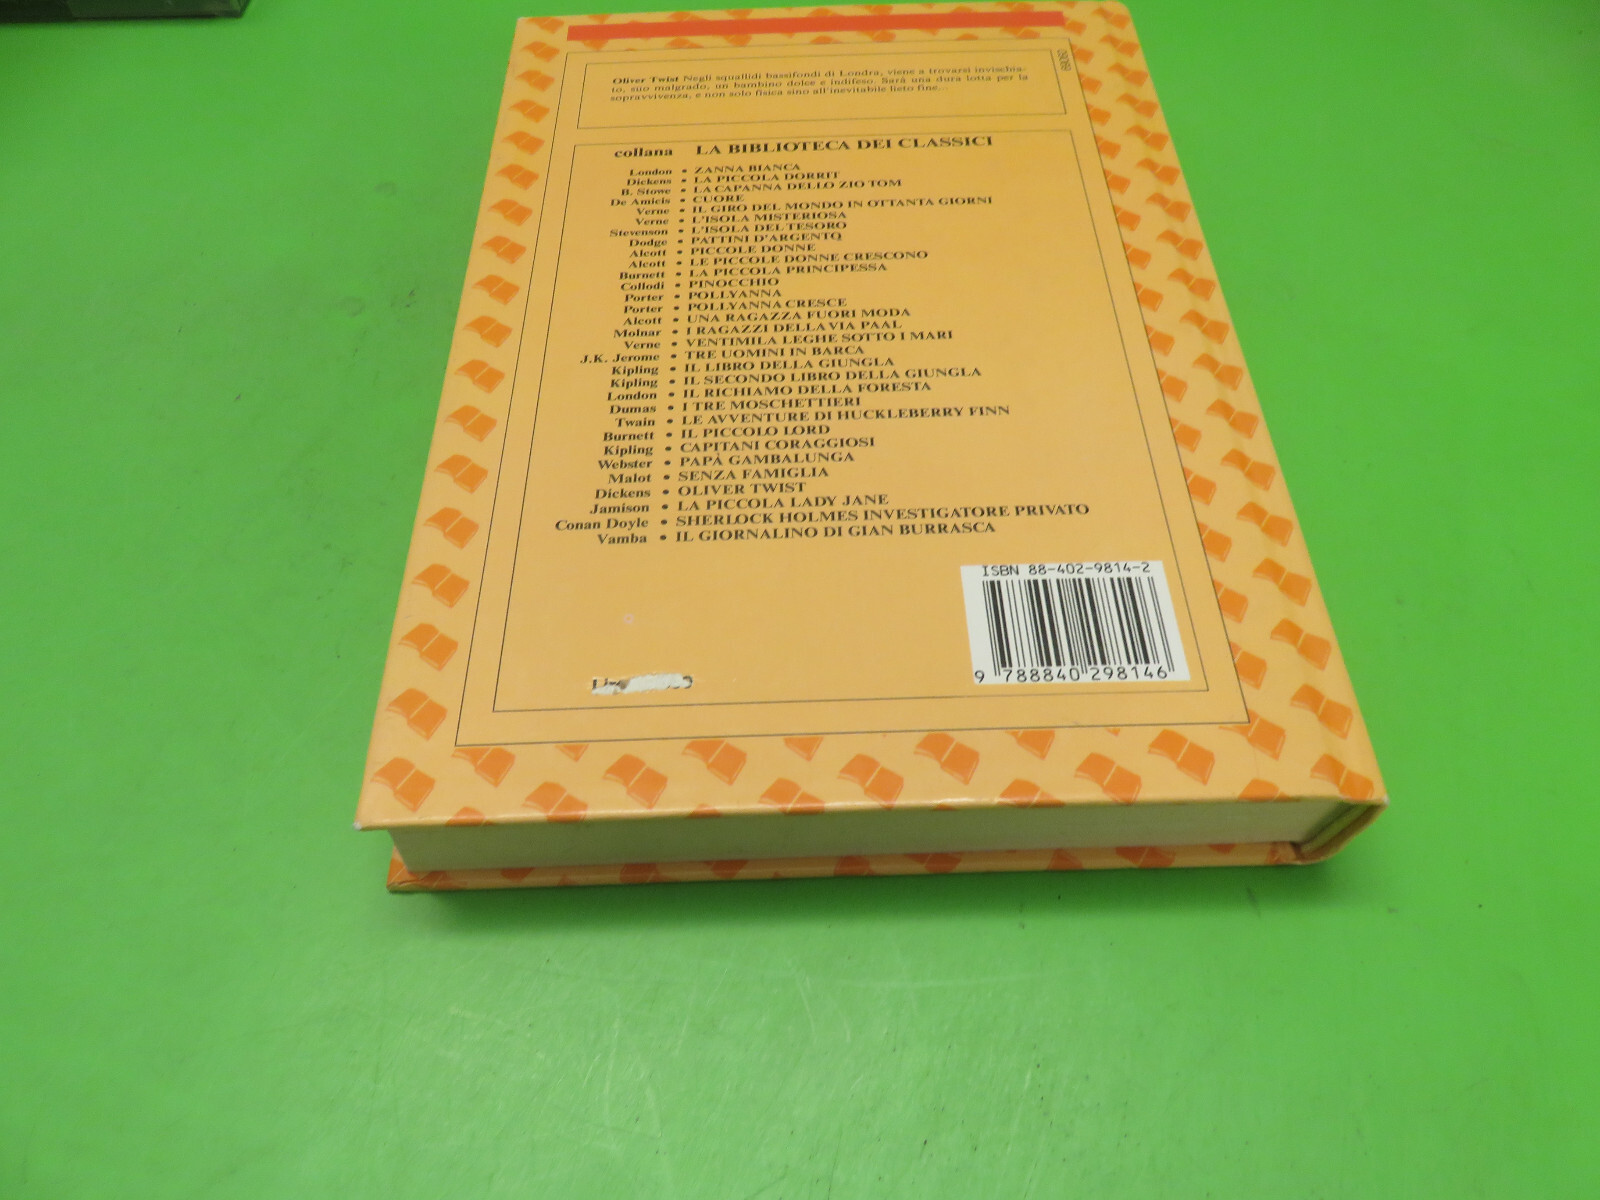 Oliver Twist Negli squallidi bassifondi di Londra, viene a trovarsi invischia-
to, suo malgrado, un bambino dolce e indifeso. Sarà una dura lotta per la
sopravvivenza, e non solo fisica sino all'inevitabile lieto fine...
collana LA BIBLIOTECA DEI CLASSICI
London • ZANNA BIANCA
Dickens • LA PICCOLA DORRIT
B. Stowe • LA CAPANNA DELLO ZIO TOM
De Amicis • CUORE
Verne • IL GIRO DEL MONDO IN OTTANTA GIORNI
Verne • L'ISOLA MISTERIOSA
Stevenson • L'ISOLA DEL TESORO
Dodge • PATTINI D'ARGENTO
Alcott • PICCOLE DONNE
Alcott • LE PICCOLE DONNE CRESCONO
Burnett • LA PICCOLA PRINCIPESSA
Collodi • PINOCCHIO
Porter • POLLYANNA
Porter • POLLYANNA CRESCE
Alcott • UNA RAGAZZA FUORI MODA
Molnar • I RAGAZZI DELLA VIA PAAL
Verne • VENTIMILA LEGHE SOTTO I MARI
J.K. Jerome • TRE UOMINI IN BARCA
Kipling • IL LIBRO DELLA GIUNGLA
Kipling • IL SECONDO LIBRO DELLA GIUNGLA
London • IL RICHIAMO DELLA FORESTA
Dumas • I TRE MOSCHETTIERI
Twain • LE AVVENTURE DI HUCKLEBERRY FINN
Burnett • IL PICCOLO LORD
Kipling • CAPITANI CORAGGIOSI
Webster • PAPÀ GAMBALUNGA
Malot • SENZA FAMIGLIA
Dickens • OLIVER TWIST
Jamison • LA PICCOLA LADY JANE
Conan Doyle • SHERLOCK HOLMES INVESTIGATORE PRIVATO
Vamba • IL GIORNALINO DI GIAN BURRASCA
ISBN 88-402-9814-2
9 788840 298146